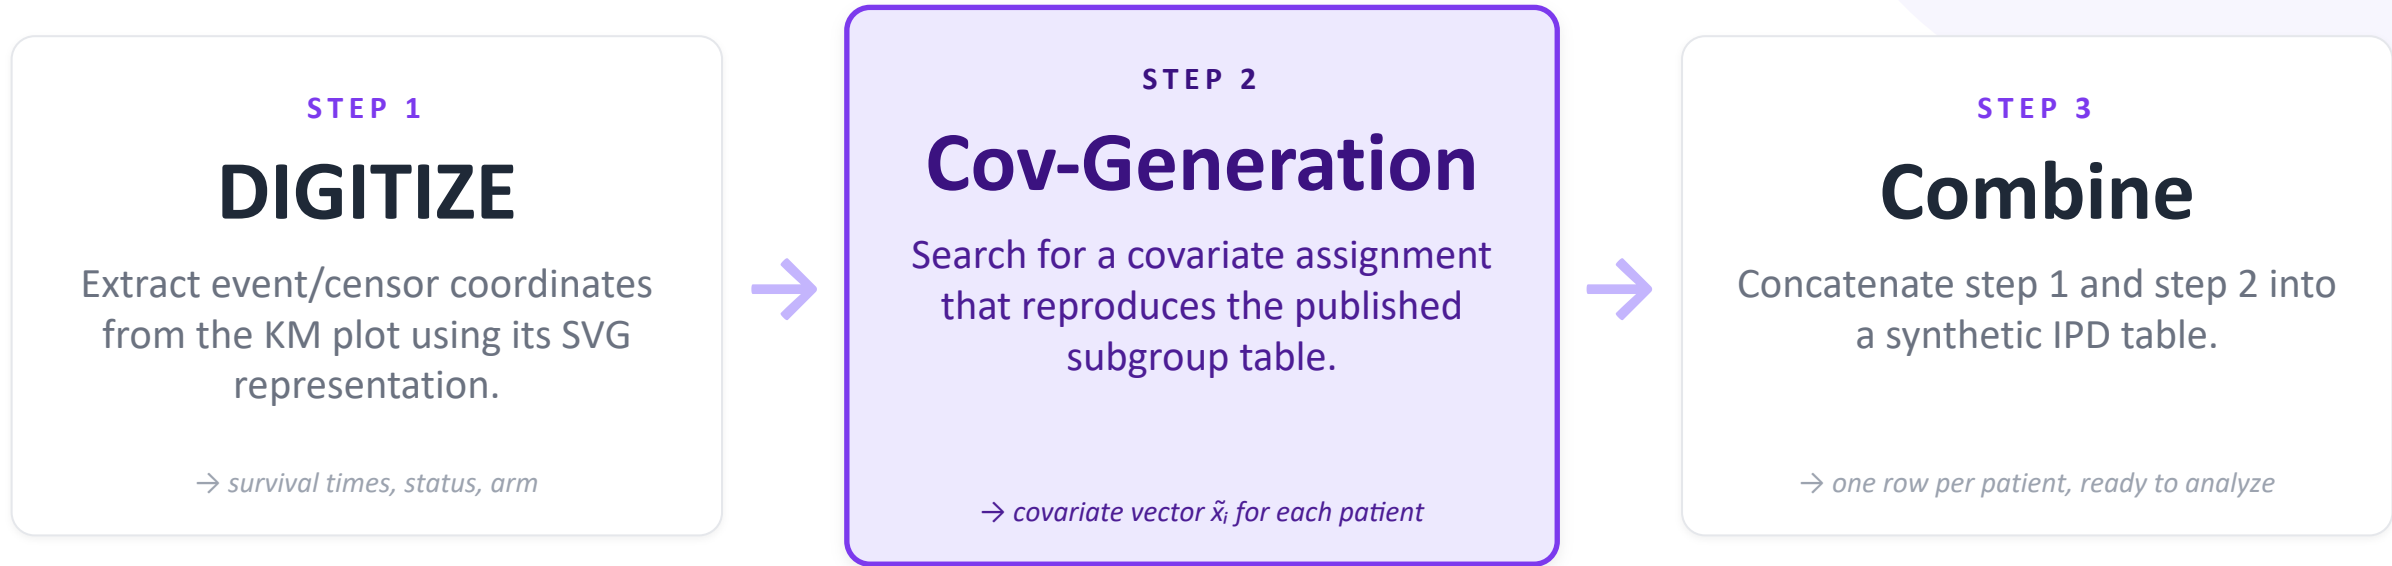 STEP 1
DIGITIZE
Extract event/censor coordinates
from the KM plot using its SVG
representation.
→ survival times, status, arm
STEP 2
Cov-Generation
Search for a covariate assignment
that reproduces the published
subgroup table.
→ covariate vector x̃ᵢ for each patient
STEP 3
Combine
Concatenate step 1 and step 2 into
a synthetic IPD table.
→ one row per patient, ready to analyze